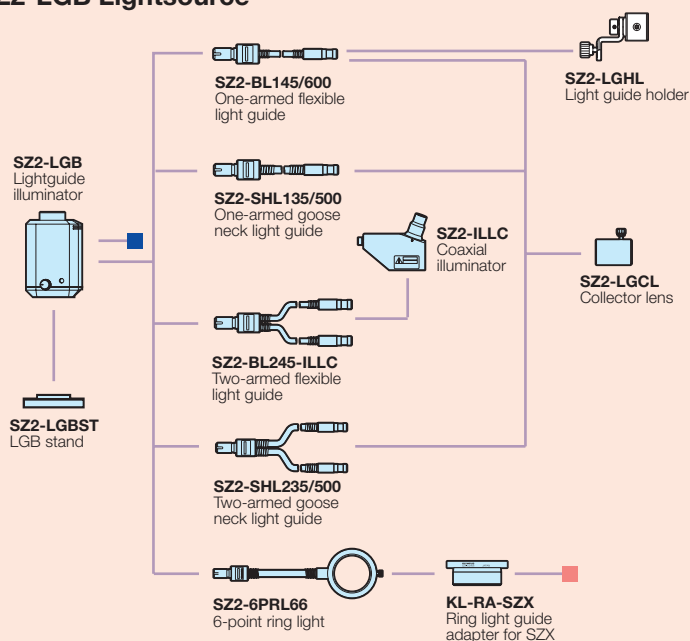 SZ2-BL145/600
One-armed flexible
light guide
SZ2-LGHL
Light guide holder
SZ2-LGB
Lightguide
illuminator
SZ2-SHL135/500
One-armed goose
neck light guide
SZ2-ILLC
Coaxial
illuminator
SZ2-LGCL
Collector lens
SZ2-BL245-ILLC
Two-armed flexible
light guide
SZ2-LGBST
LGB stand
SZ2-SHL235/500
Two-armed goose
neck light guide
SZ2-6PRL66
6-point ring light
KL-RA-SZX
Ring light guide
adapter for SZX